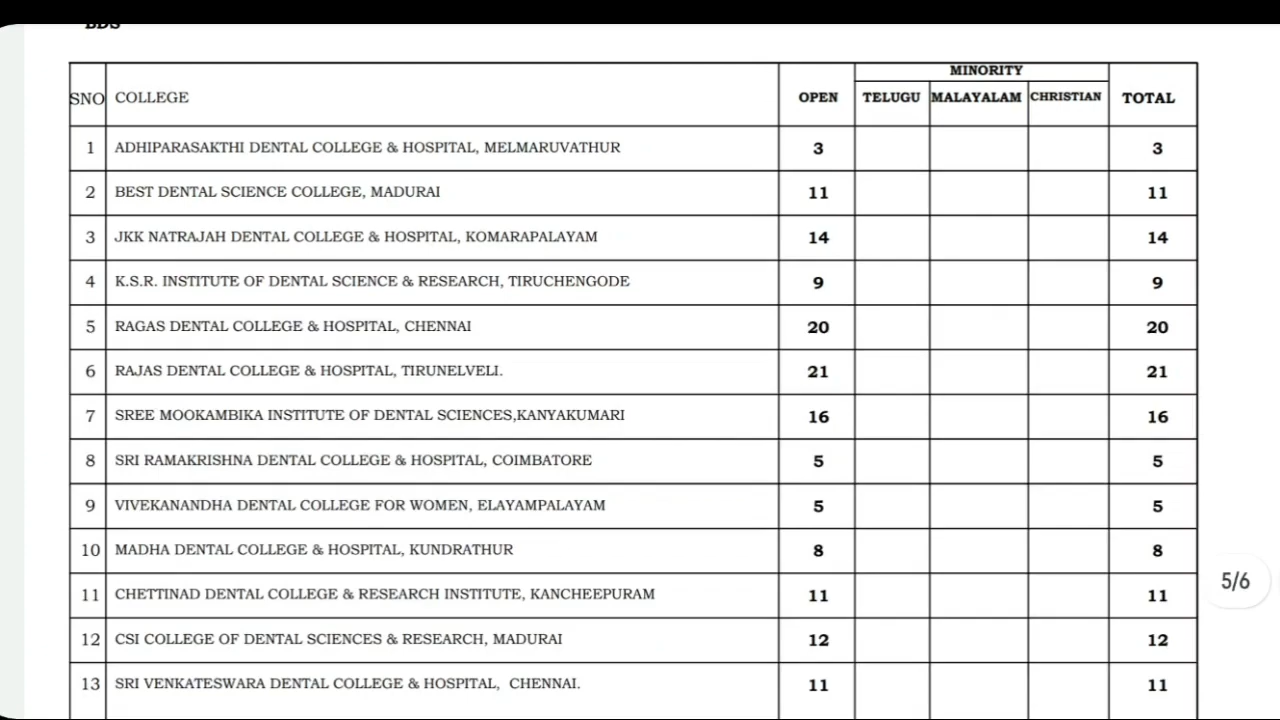 BDS
MINORITY
SNO COLLEGE OPEN TELUGU MALAYALAM CHRISTIAN TOTAL
1 ADHIPARASAKTHI DENTAL COLLEGE & HOSPITAL, MELMARUVATHUR 3 3
2 BEST DENTAL SCIENCE COLLEGE, MADURAI 11 11
3 JKK NATRAJAH DENTAL COLLEGE & HOSPITAL, KOMARAPALAYAM 14 14
4 K.S.R. INSTITUTE OF DENTAL SCIENCE & RESEARCH, TIRUCHENGODE 9 9
5 RAGAS DENTAL COLLEGE & HOSPITAL, CHENNAI 20 20
6 RAJAS DENTAL COLLEGE & HOSPITAL, TIRUNELVELI. 21 21
7 SREE MOOKAMBIKA INSTITUTE OF DENTAL SCIENCES,KANYAKUMARI 16 16
8 SRI RAMAKRISHNA DENTAL COLLEGE & HOSPITAL, COIMBATORE 5 5
9 VIVEKANANDHA DENTAL COLLEGE FOR WOMEN, ELAYAMPALAYAM 5 5
10 MADHA DENTAL COLLEGE & HOSPITAL, KUNDRATHUR 8 8
5/6
11 CHETTINAD DENTAL COLLEGE & RESEARCH INSTITUTE, KANCHEEPURAM 11 11
12 CSI COLLEGE OF DENTAL SCIENCES & RESEARCH, MADURAI 12 12
13 SRI VENKATESWARA DENTAL COLLEGE & HOSPITAL, CHENNAI. 11 11